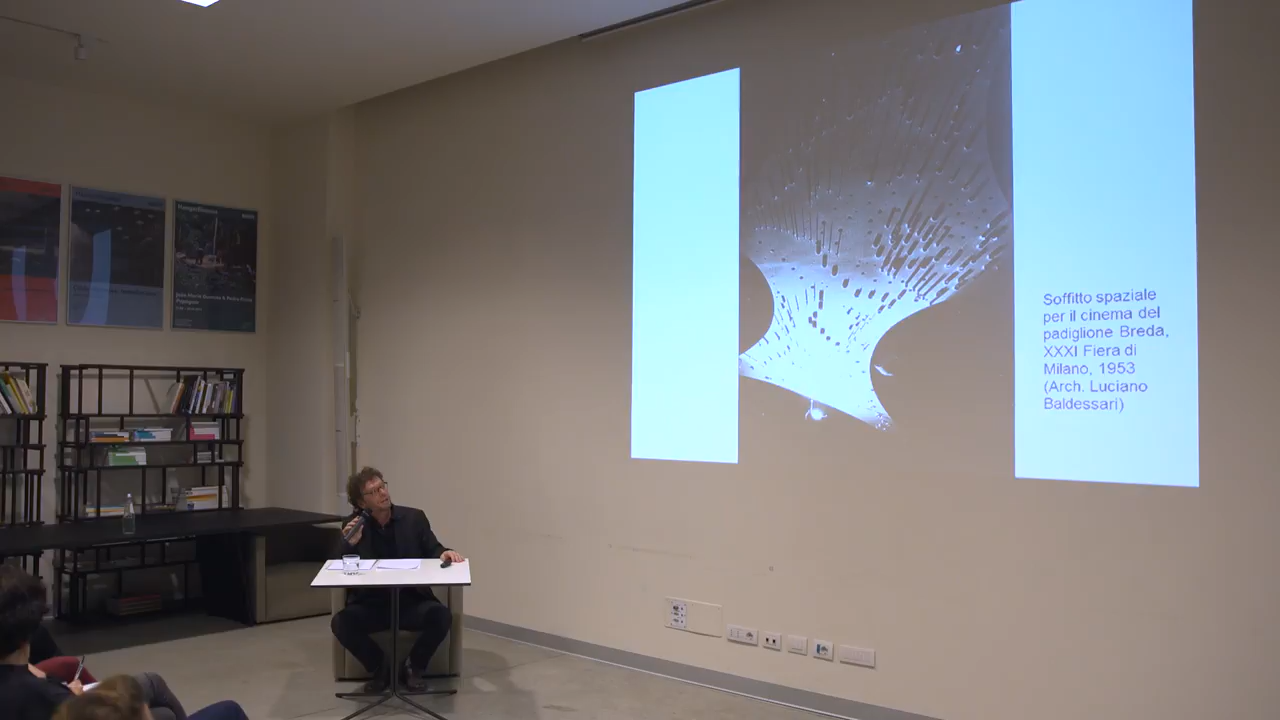 Soffitto spaziale
per il cinema del
padiglione Breda,
XXXI Fiera di
Milano, 1953
(Arch. Luciano
Baldessari)